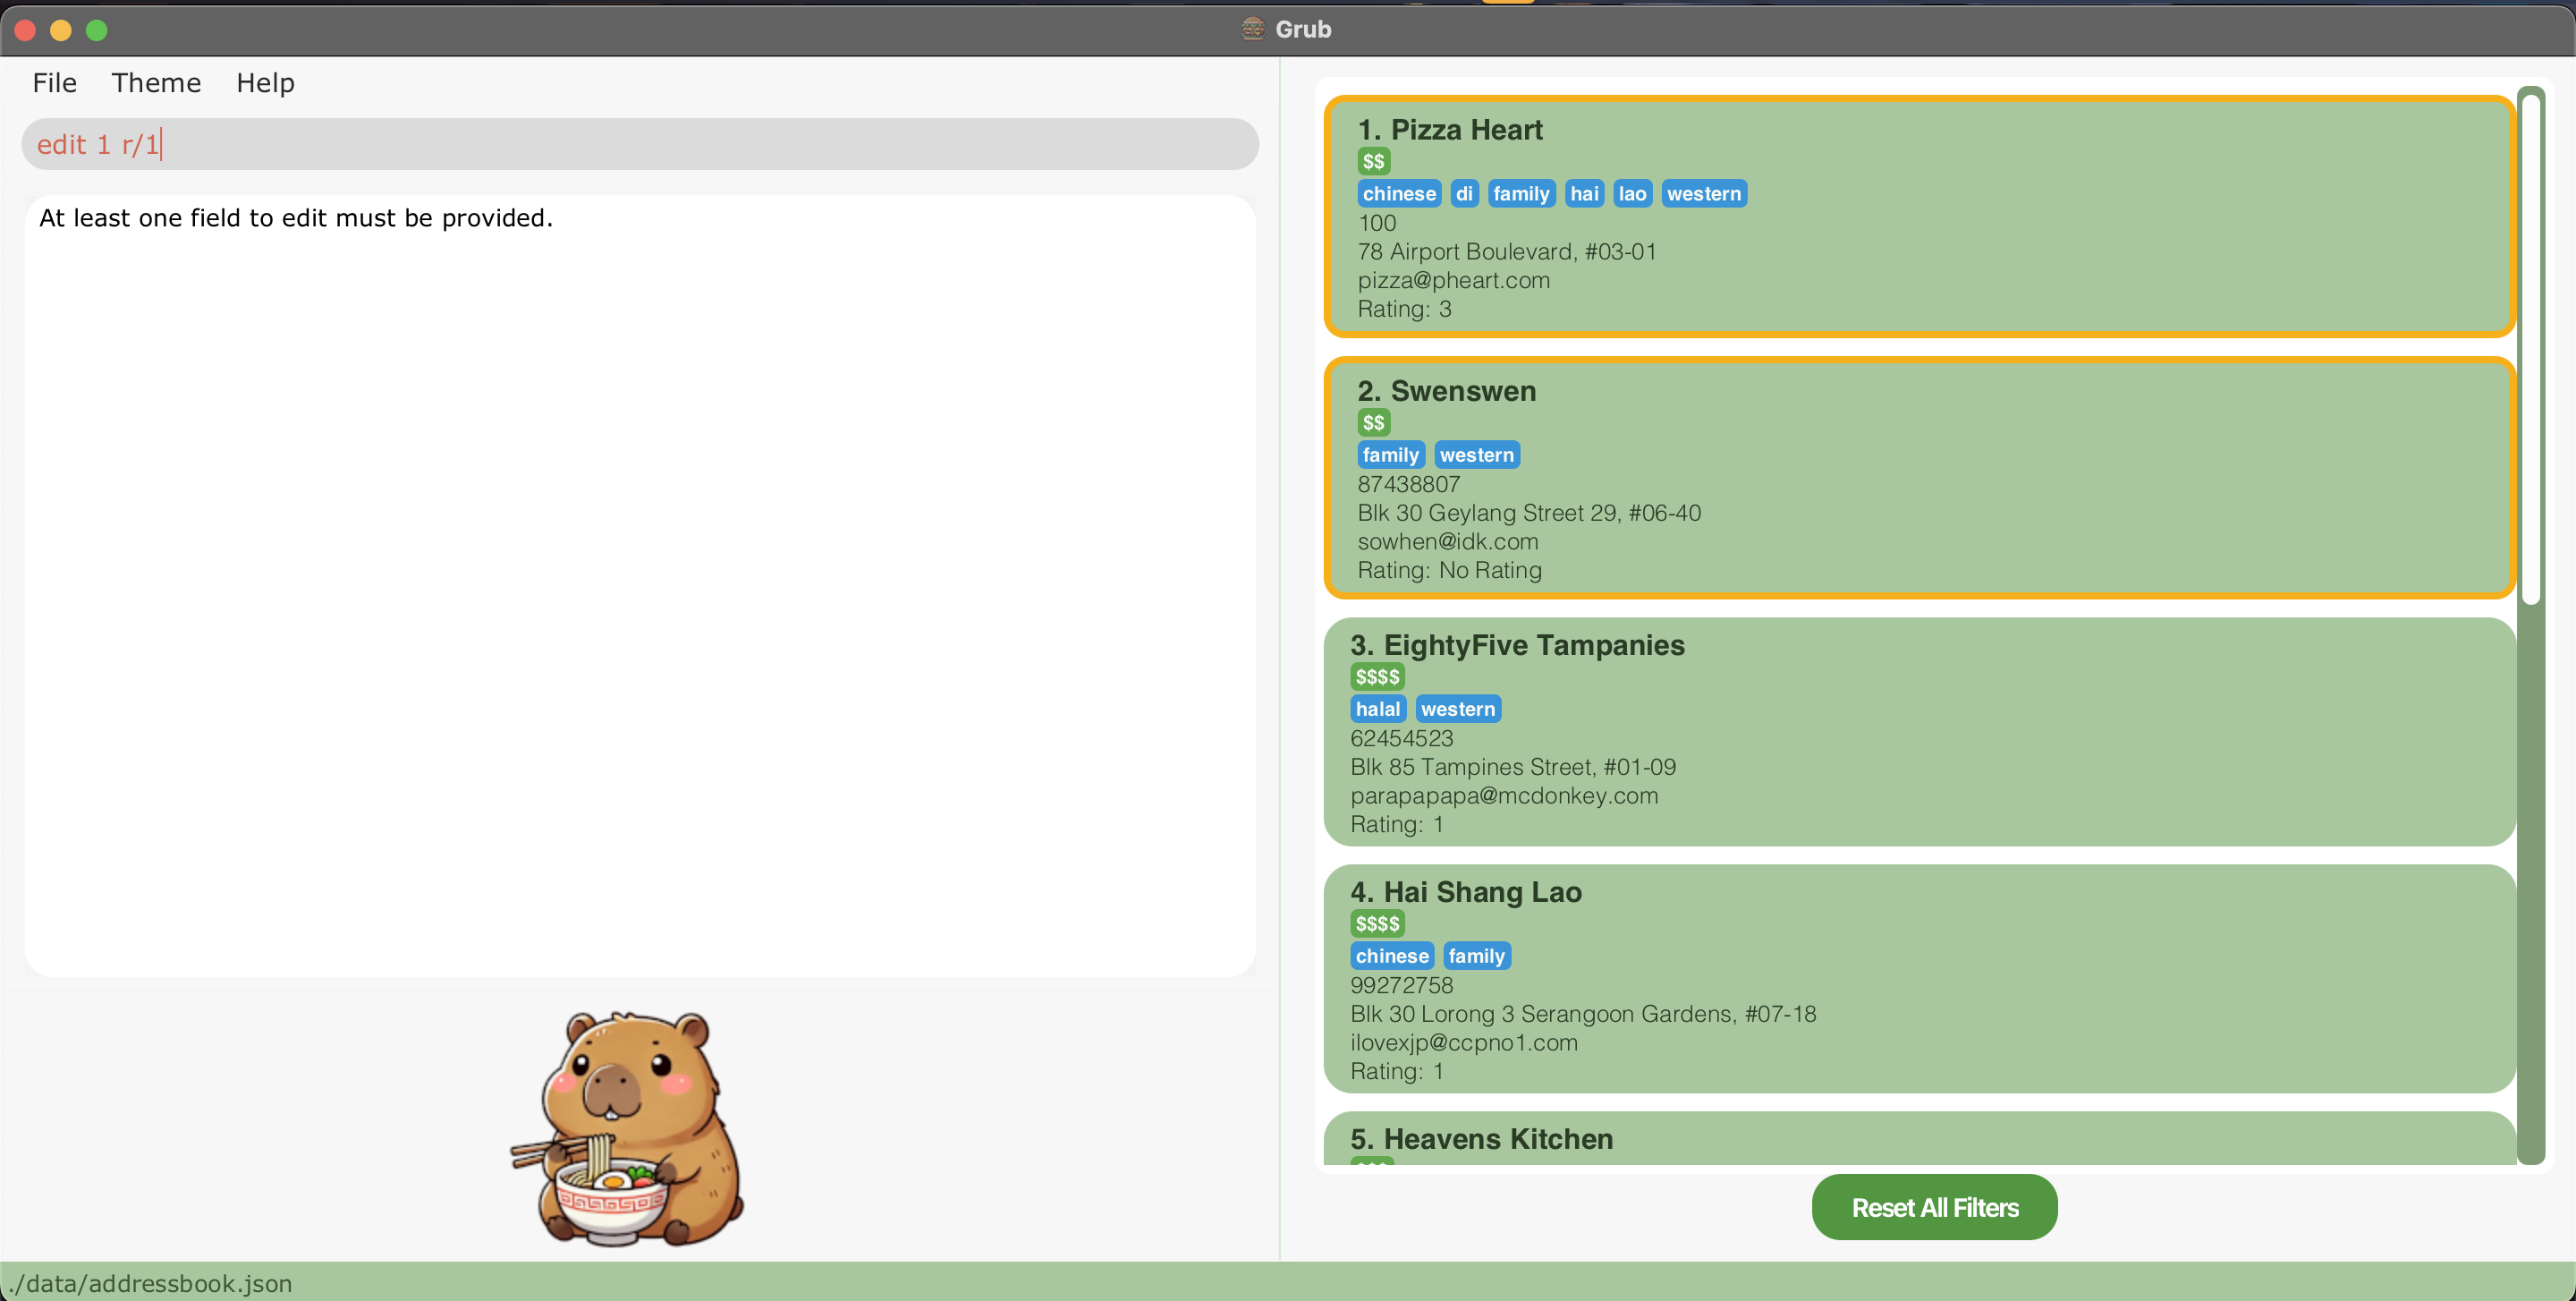 Grub
File Theme Help
edit 1 r/1
At least one field to edit must be provided.
1. Pizza Heart
$$
chinese di family hai lao western
100
78 Airport Boulevard, #03-01
pizza@pheart.com
Rating: 3
2. Swenswen
$$
family western
87438807
Blk 30 Geylang Street 29, #06-40
sowhen@idk.com
Rating: No Rating
3. EightyFive Tampanies
$$$$
halal western
62454523
Blk 85 Tampines Street, #01-09
parapapapa@mcdonkey.com
Rating: 1
4. Hai Shang Lao
$$$$
chinese family
99272758
Blk 30 Lorong 3 Serangoon Gardens, #07-18
ilovexjp@ccpno1.com
Rating: 1
5. Heavens Kitchen
$$$
Reset All Filters
./data/addressbook.json